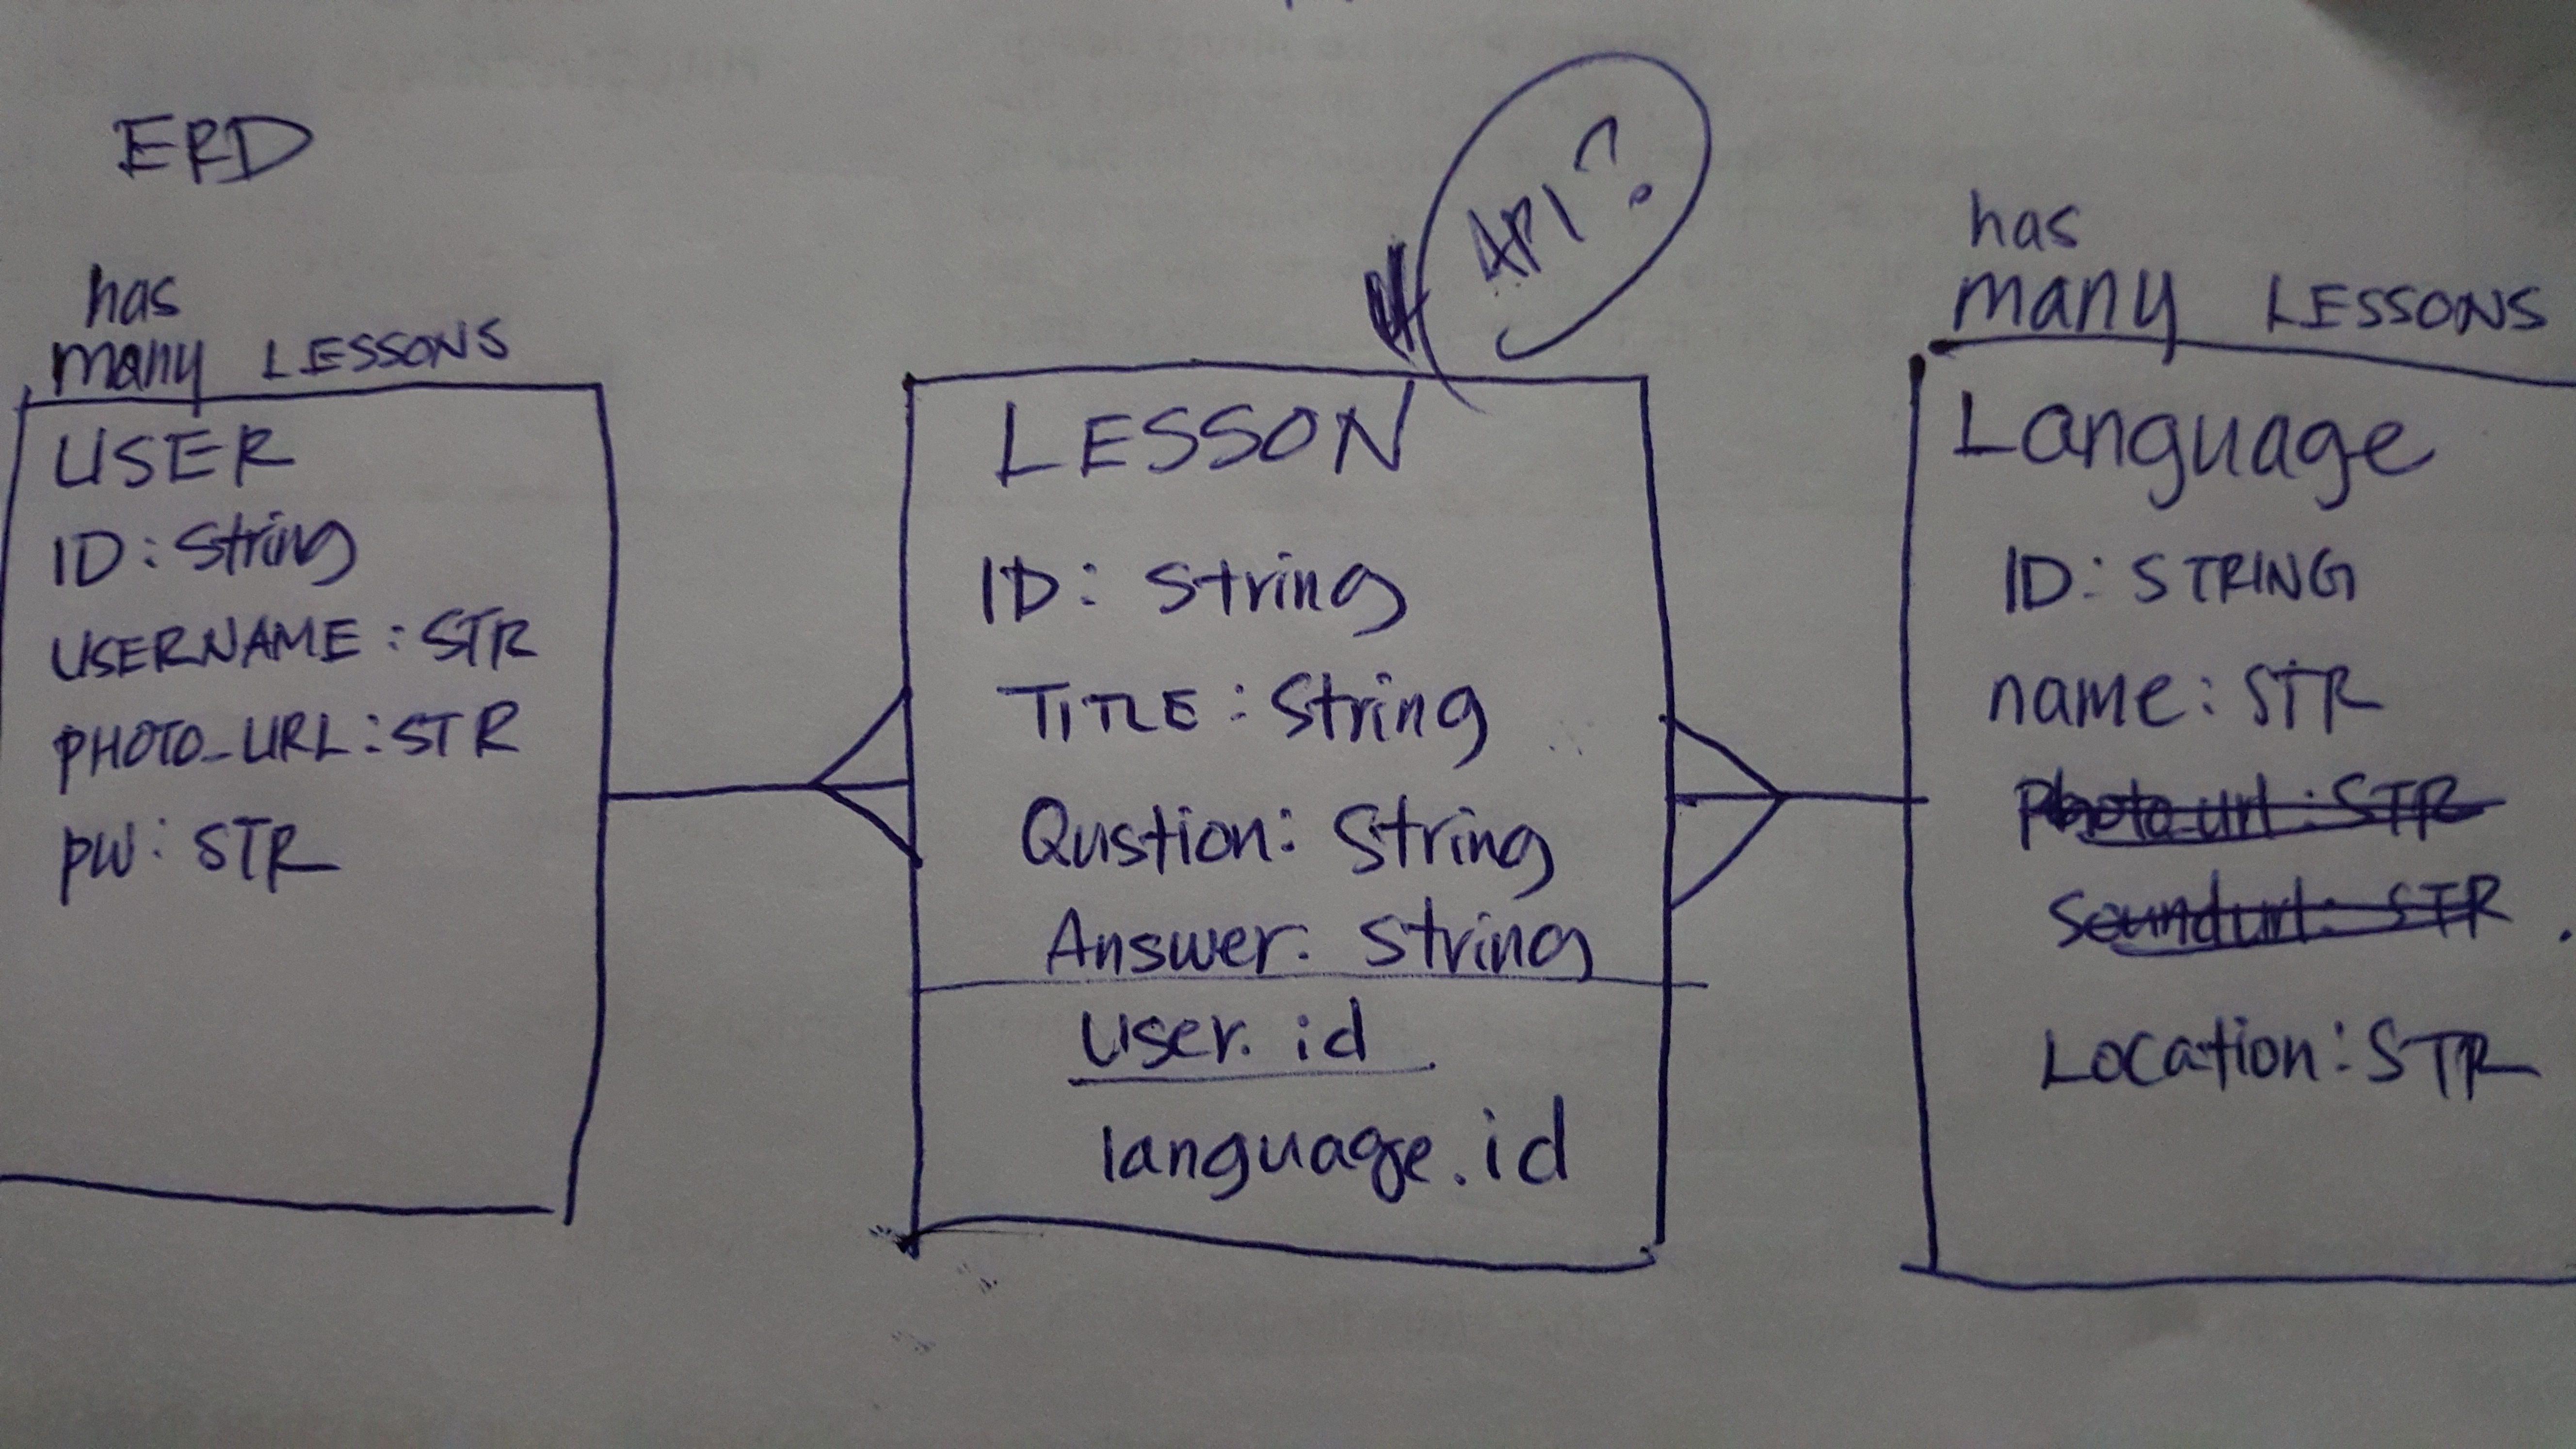 ERD
has
many LESSONS
USER
ID: String
USERNAME: STR
PHOTO_URL: STR
PW: STR
API?
LESSON
ID: String
TITLE: String
Qustion: String
Answer: String
user.id
language.id
has
many LESSONS
Language
ID: STRING
name: STR
Photo_url: STR
Sound url: STR
Location: STR